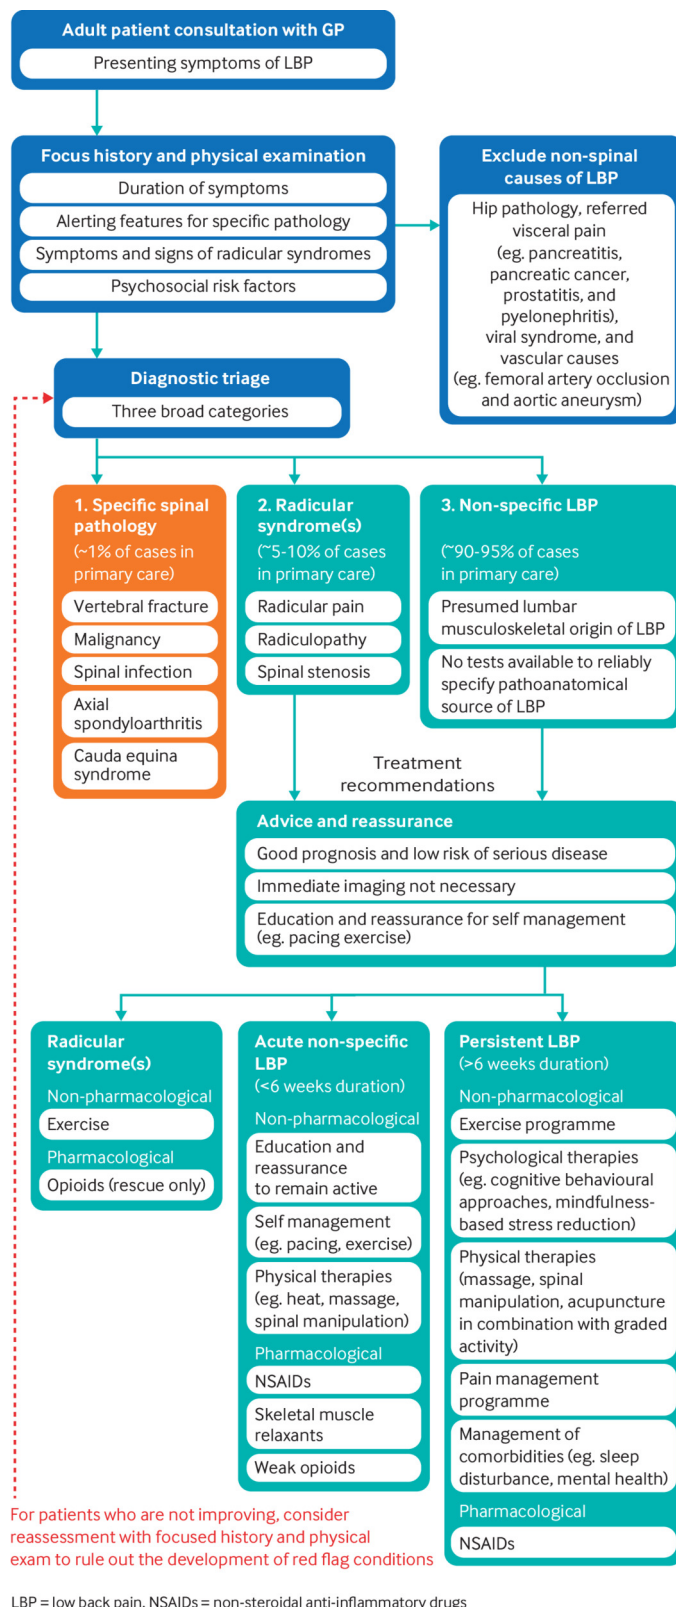 Adult patient consultation with GP
Presenting symptoms of LBP
Focus history and physical examination
Duration of symptoms
Alerting features for specific pathology
Symptoms and signs of radicular syndromes
Psychosocial risk factors
Exclude non-spinal
causes of LBP
Hip pathology, referred
visceral pain
(eg. pancreatitis,
pancreatic cancer,
prostatitis, and
pyelonephritis),
viral syndrome, and
vascular causes
(eg. femoral artery occlusion
and aortic aneurysm)
Diagnostic triage
Three broad categories
1. Specific spinal
pathology
(~1% of cases in
primary care)
Vertebral fracture
Malignancy
Spinal infection
Axial
spondyloarthritis
Cauda equina
syndrome
2. Radicular
syndrome(s)
(~5-10% of cases
in primary care)
Radicular pain
Radiculopathy
Spinal stenosis
3. Non-specific LBP
(~90-95% of cases
in primary care)
Presumed lumbar
musculoskeletal origin of LBP
No tests available to reliably
specify pathoanatomical
source of LBP
Treatment
recommendations
Advice and reassurance
Good prognosis and low risk of serious disease
Immediate imaging not necessary
Education and reassurance for self management
(eg. pacing exercise)
Radicular
syndrome(s)
Non-pharmacological
Exercise
Pharmacological
Opioids (rescue only)
Acute non-specific
LBP
(<6 weeks duration)
Non-pharmacological
Education and
reassurance
to remain active
Self management
(eg. pacing, exercise)
Physical therapies
(eg. heat, massage,
spinal manipulation)
Pharmacological
NSAIDs
Skeletal muscle
relaxants
Weak opioids
Persistent LBP
(>6 weeks duration)
Non-pharmacological
Exercise programme
Psychological therapies
(eg. cognitive behavioural
approaches, mindfulness-
based stress reduction)
Physical therapies
(massage, spinal
manipulation, acupuncture
in combination with graded
activity)
Pain management
programme
Management of
comorbidities (eg. sleep
disturbance, mental health)
Pharmacological
NSAIDs
For patients who are not improving, consider
reassessment with focused history and physical
exam to rule out the development of red flag conditions
LBP = low back pain, NSAIDs = non-steroidal anti-inflammatory drugs